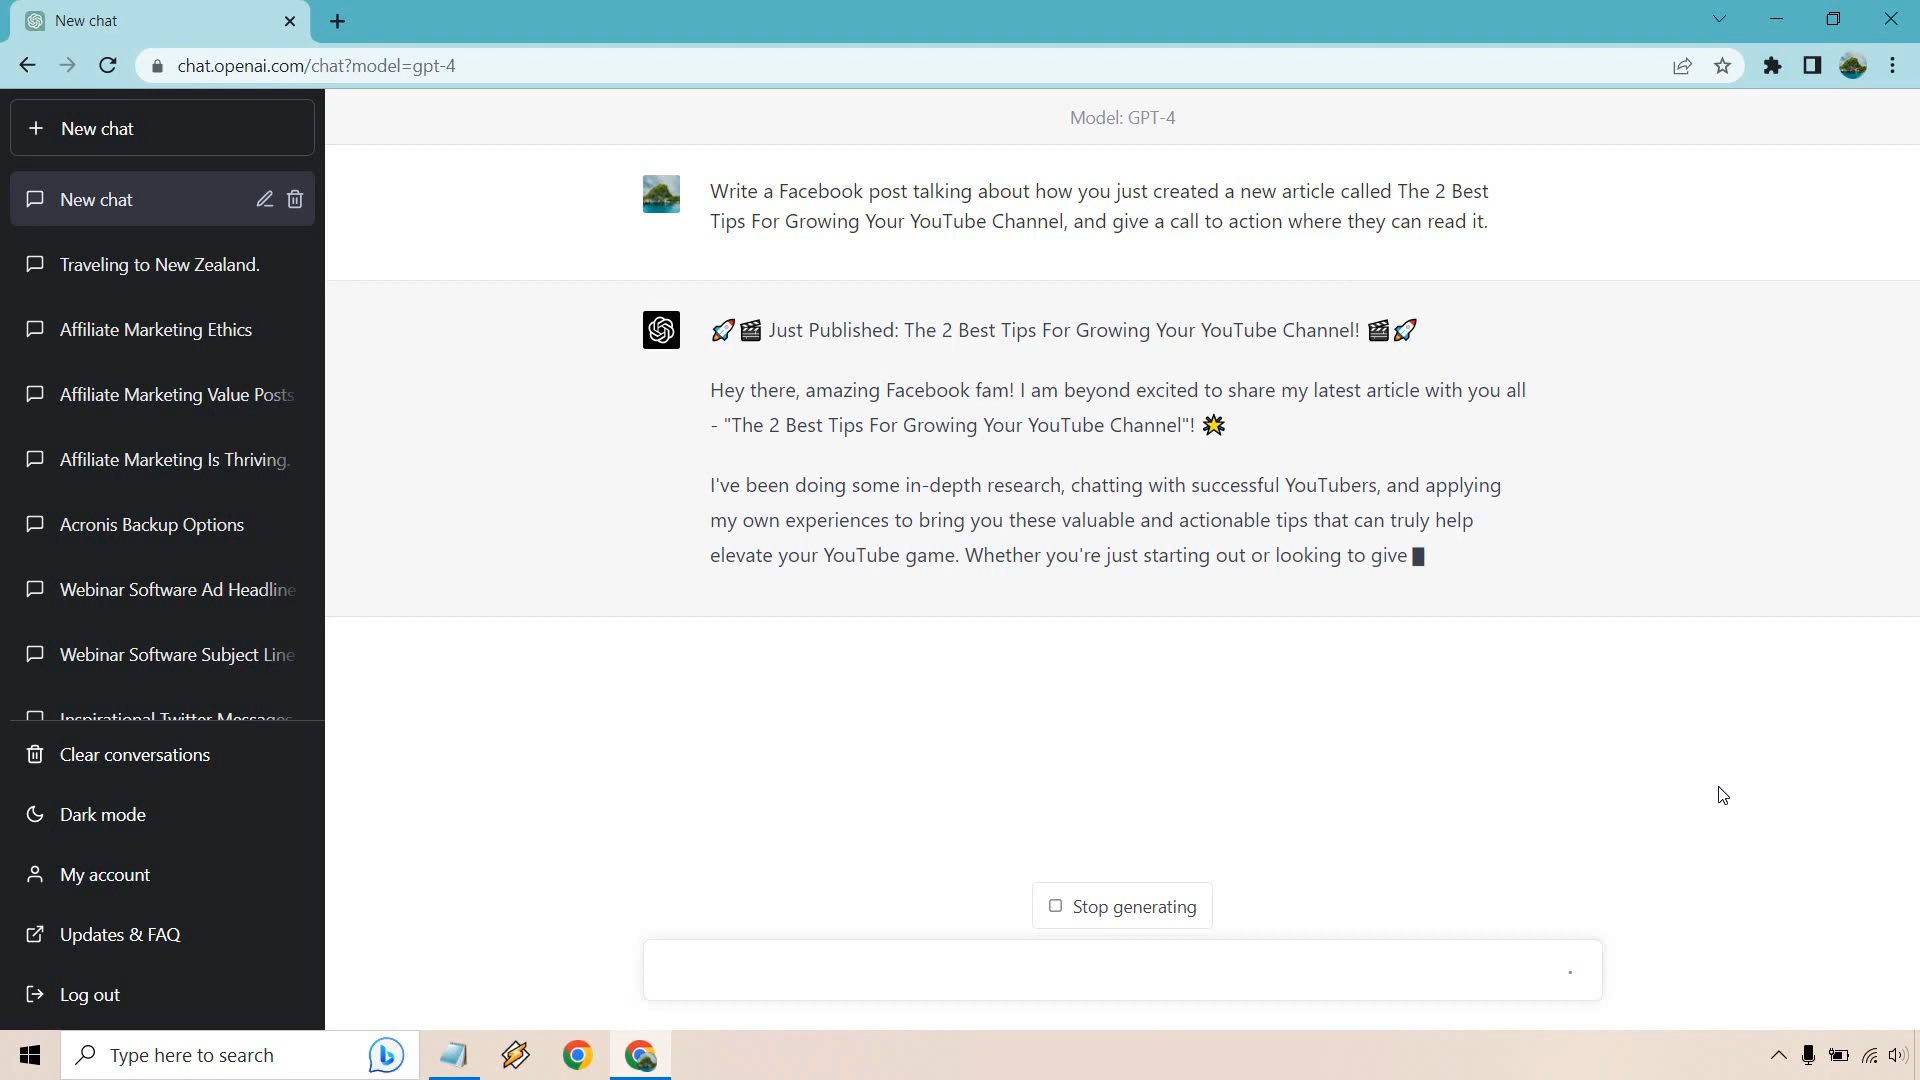 New chat
chat.openai.com/chat?model=gpt-4
New chat
New chat
Traveling to New Zealand.
Affiliate Marketing Ethics
Affiliate Marketing Value Posts
Affiliate Marketing Is Thriving.
Acronis Backup Options
Webinar Software Ad Headline
Webinar Software Subject Line
Inspirational Twitter Messages
Clear conversations
Dark mode
My account
Updates & FAQ
Log out
Model: GPT-4
Write a Facebook post talking about how you just created a new article called The 2 Best
Tips For Growing Your YouTube Channel, and give a call to action where they can read it.
🚀🎬 Just Published: The 2 Best Tips For Growing Your YouTube Channel! 🎬🚀
Hey there, amazing Facebook fam! I am beyond excited to share my latest article with you all
- "The 2 Best Tips For Growing Your YouTube Channel"! 🌟
I've been doing some in-depth research, chatting with successful YouTubers, and applying
my own experiences to bring you these valuable and actionable tips that can truly help
elevate your YouTube game. Whether you're just starting out or looking to give
Stop generating
Type here to search